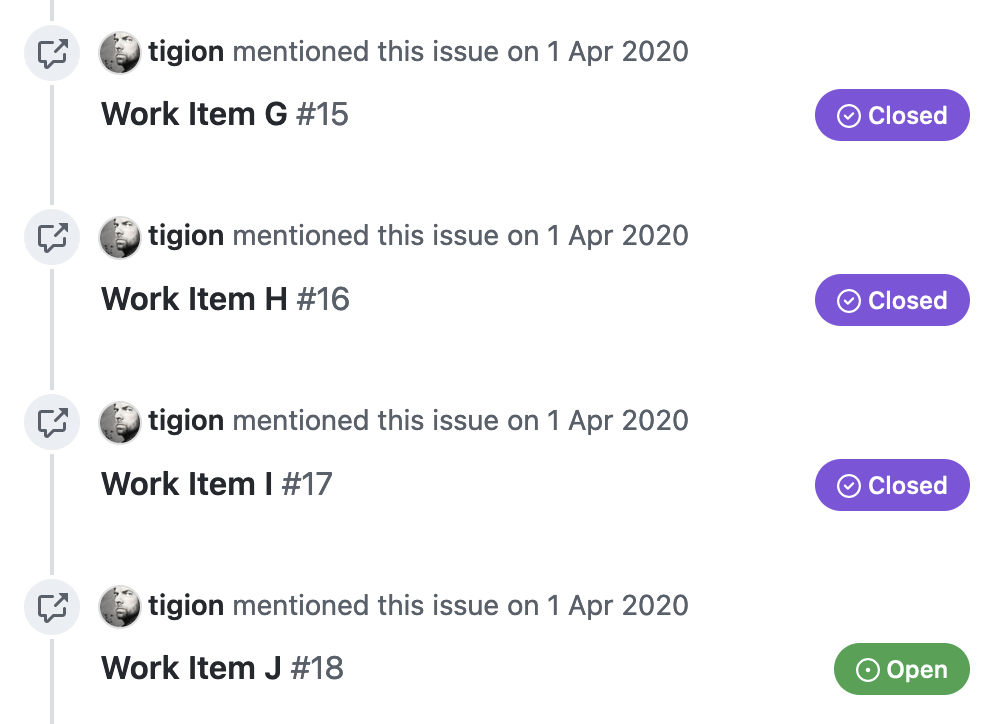 tigion mentioned this issue on 1 Apr 2020
Work Item G #15
Closed
tigion mentioned this issue on 1 Apr 2020
Work Item H #16
Closed
tigion mentioned this issue on 1 Apr 2020
Work Item I #17
Closed
tigion mentioned this issue on 1 Apr 2020
Work Item J #18
Open